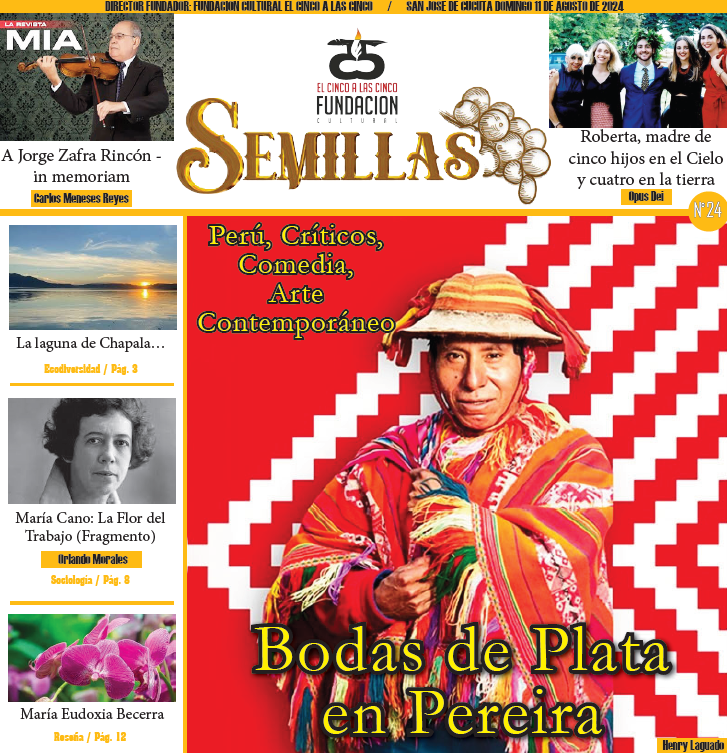 DIRECTOR FUNDADOR: FUNDACION CULTURAL EL CINCO A LAS CINCO / SAN JOSE DE CUCUTA DOMINGO 11 DE AGOSTO DE 2024
LA REVISTA
MIA
A Jorge Zafra Rincón -
in memoriam
Carlos Meneses Reyes
EL CINCO A LAS CINCO
FUNDACION
CULTURAL
SEMILLAS
Roberta, madre de
cinco hijos en el Cielo
y cuatro en la tierra
Opus Dei
N°24
La laguna de Chapala…
Ecodiversidad / Pág. 3
María Cano: La Flor del
Trabajo (Fragmento)
Orlando Morales
Sociología / Pág. 8
María Eudoxia Becerra
Reseña / Pág. 12
Perú, Críticos,
Comedia,
Arte
Contemporáneo
Bodas de Plata
en Pereira
Henry Laguado